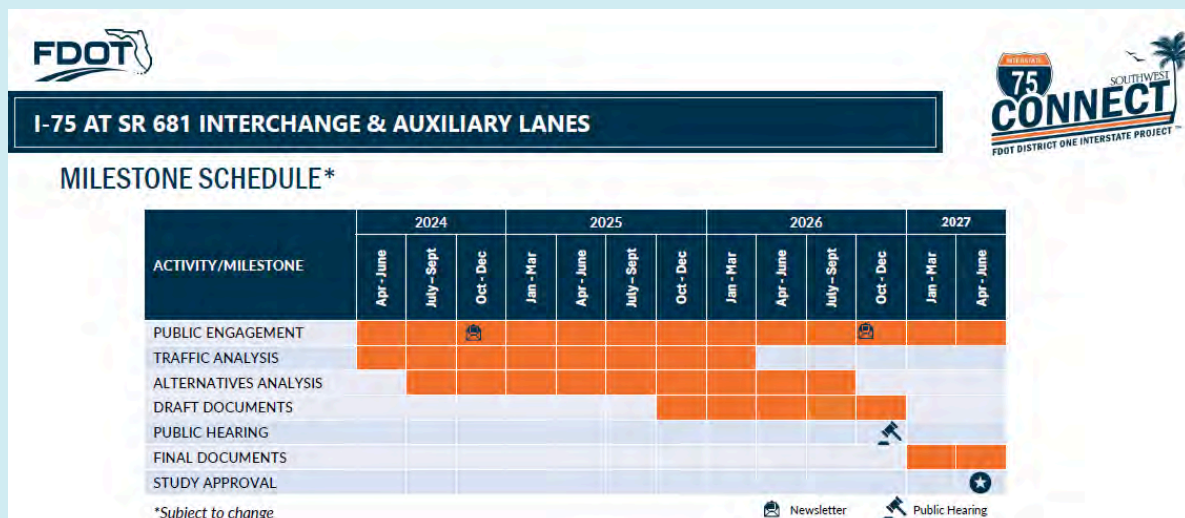 FDOT
INTERSTATE
75
SOUTHWEST
CONNECT
FDOT DISTRICT ONE INTERSTATE PROJECT ™
I-75 AT SR 681 INTERCHANGE & AUXILIARY LANES
MILESTONE SCHEDULE*
ACTIVITY/MILESTONE
2024 2025 2026 2027
Apr - June July – Sept Oct - Dec Jan - Mar Apr - June July – Sept Oct - Dec Jan - Mar Apr - June July – Sept Oct - Dec Jan - Mar Apr - June
PUBLIC ENGAGEMENT
TRAFFIC ANALYSIS
ALTERNATIVES ANALYSIS
DRAFT DOCUMENTS
PUBLIC HEARING
FINAL DOCUMENTS
STUDY APPROVAL
*Subject to change
Newsletter Public Hearing